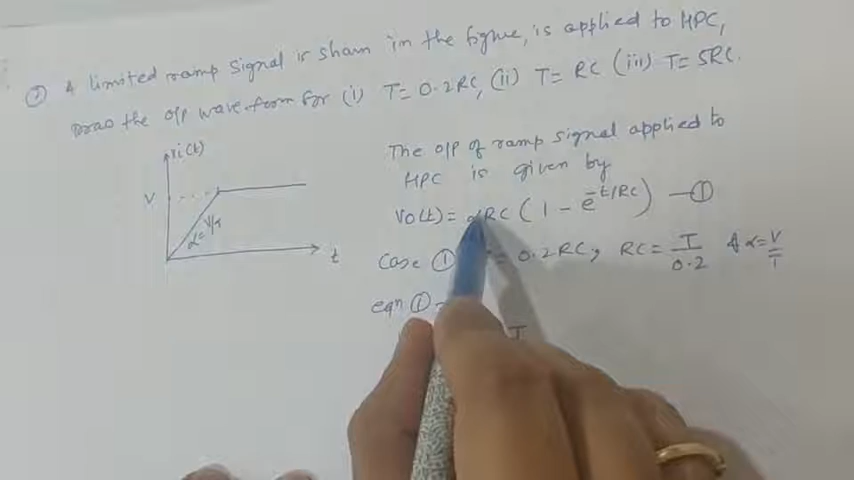 ② A limited ramp signal is shown in the figure, is applied to HPC,
Draw the o/p wave-form for (i) T = 0.2RC, (ii) T = RC (iii) T = 5RC.
vi(t)
V
α = V/T
t
The o/p of ramp signal applied to
HPC is given by
Vo(t) = αRC (1 - e^-t/RC) — ①
Case ① = 0.2RC, RC = T/0.2 & α = V/T
eqn ①
T